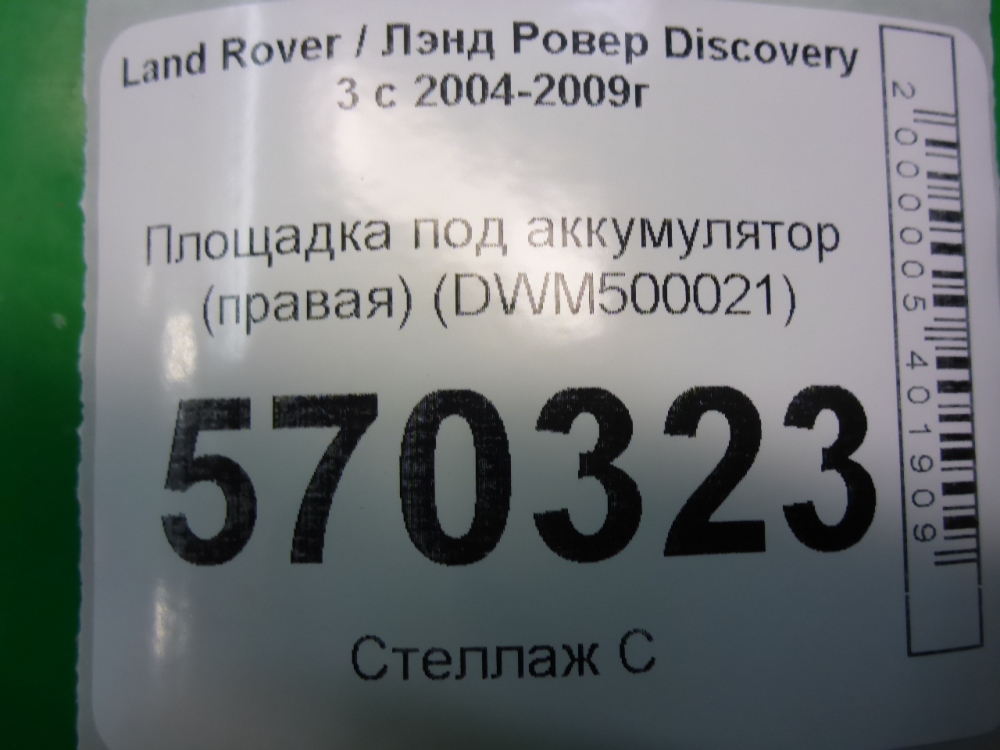 Land Rover / Лэнд Ровер Discovery
3 с 2004-2009г
Площадка под аккумулятор
(правая) (DWM500021)
570323
Стеллаж С
2000005401909